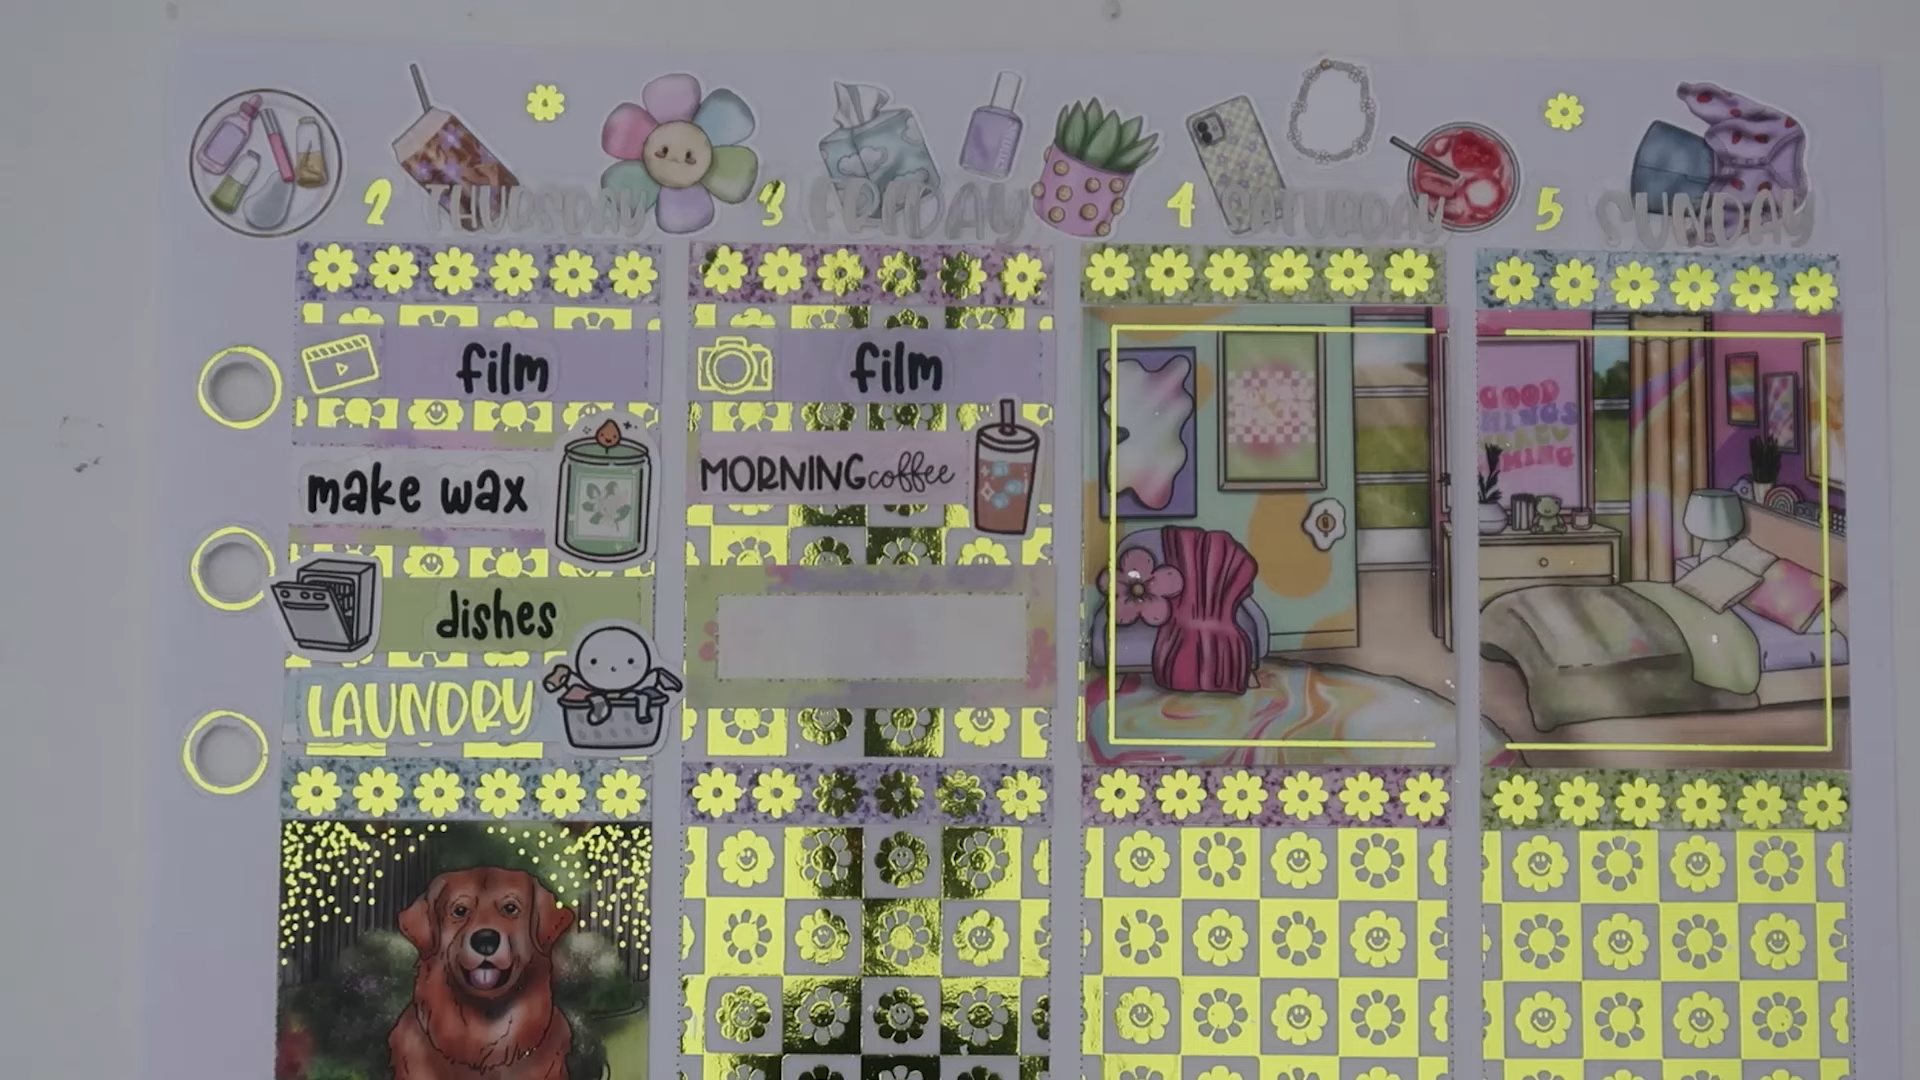 2 THURSDAY
3 FRIDAY
4 SATURDAY
5 SUNDAY
film
make wax
dishes
LAUNDRY
film
MORNING coffee
GOOD
THINGS